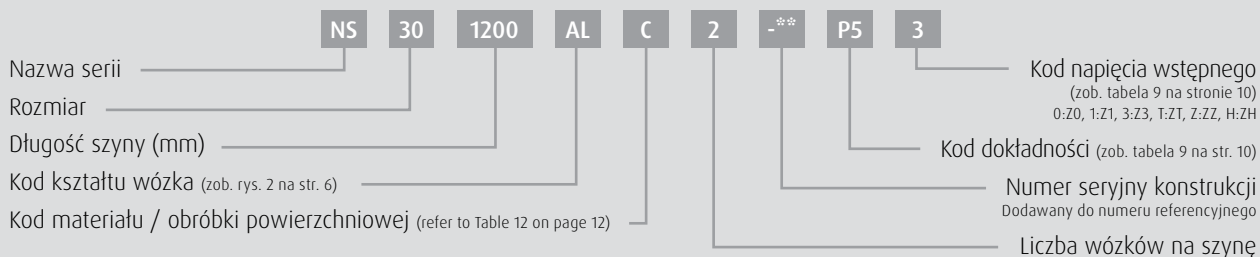 NS 30 1200 AL C 2 -** P5 3
Nazwa serii
Rozmiar
Długość szyny (mm)
Kod kształtu wózka (zob. rys. 2 na str. 6)
Kod materiału / obróbki powierzchniowej (refer to Table 12 on page 12)
Kod napięcia wstępnego
(zob. tabela 9 na stronie 10)
0:Z0, 1:Z1, 3:Z3, T:ZT, Z:ZZ, H:ZH
Kod dokładności (zob. tabela 9 na str. 10)
Numer seryjny konstrukcji
Dodawany do numeru referencyjnego
Liczba wózków na szynę